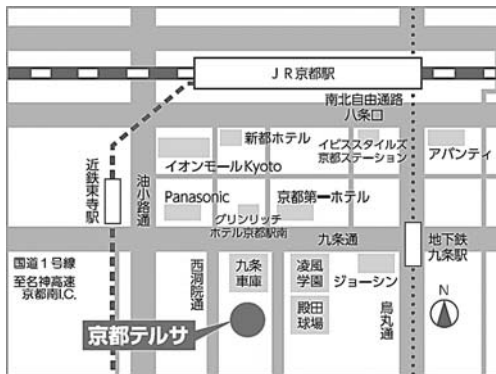 JR京都駅
南北自由通路
八条口
新都ホテル
イビススタイルズ
京都ステーション
アバンティ
イオンモールKyoto
近鉄東寺駅
油小路通
Panasonic
京都第一ホテル
グリンリッチ
ホテル京都駅南
九条通
地下鉄
九条駅
国道1号線
至名神高速
京都南I.C.
西洞院通
九条
車庫
凌風
学園
ジョーシン
殿田
球場
烏丸通
N
京都テルサ